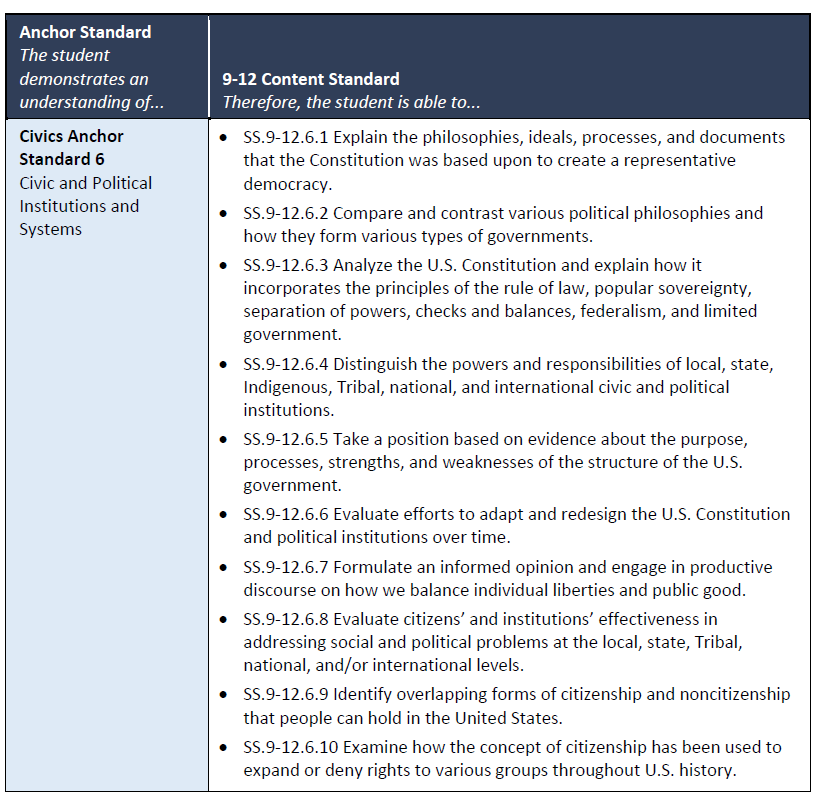 Anchor Standard
The student
demonstrates an
understanding of...
9-12 Content Standard
Therefore, the student is able to...
Civics Anchor
Standard 6
Civic and Political
Institutions and
Systems
• SS.9-12.6.1 Explain the philosophies, ideals, processes, and documents
that the Constitution was based upon to create a representative
democracy.
• SS.9-12.6.2 Compare and contrast various political philosophies and
how they form various types of governments.
• SS.9-12.6.3 Analyze the U.S. Constitution and explain how it
incorporates the principles of the rule of law, popular sovereignty,
separation of powers, checks and balances, federalism, and limited
government.
• SS.9-12.6.4 Distinguish the powers and responsibilities of local, state,
Indigenous, Tribal, national, and international civic and political
institutions.
• SS.9-12.6.5 Take a position based on evidence about the purpose,
processes, strengths, and weaknesses of the structure of the U.S.
government.
• SS.9-12.6.6 Evaluate efforts to adapt and redesign the U.S. Constitution
and political institutions over time.
• SS.9-12.6.7 Formulate an informed opinion and engage in productive
discourse on how we balance individual liberties and public good.
• SS.9-12.6.8 Evaluate citizens’ and institutions’ effectiveness in
addressing social and political problems at the local, state, Tribal,
national, and/or international levels.
• SS.9-12.6.9 Identify overlapping forms of citizenship and noncitizenship
that people can hold in the United States.
• SS.9-12.6.10 Examine how the concept of citizenship has been used to
expand or deny rights to various groups throughout U.S. history.